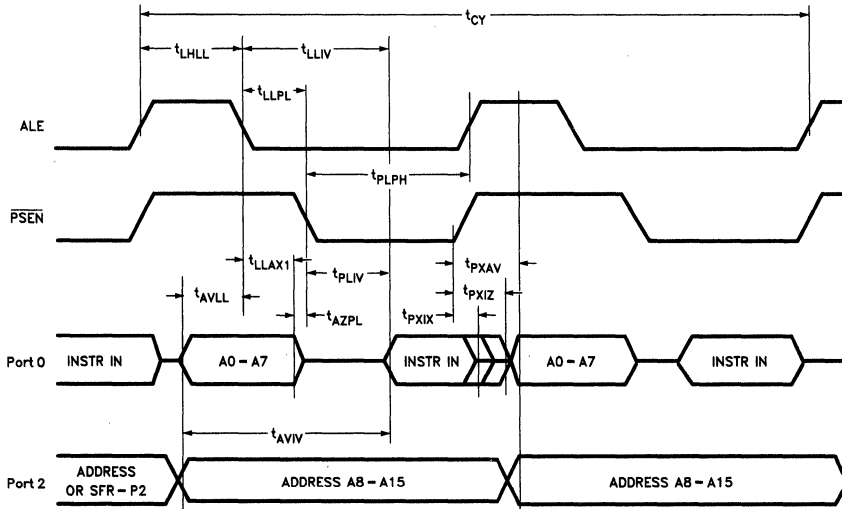 tCY
tLHLL
tLLIV
tLLPL
ALE
tPLPH
PSEN
tLLAX1
tPLIV
tPXAV
tAVLL
tPXIZ
tAZPL
tPXIX
Port 0
INSTR IN
A0 – A7
INSTR IN
A0 – A7
INSTR IN
tAVIV
Port 2
ADDRESS
OR SFR – P2
ADDRESS A8 – A15
ADDRESS A8 – A15